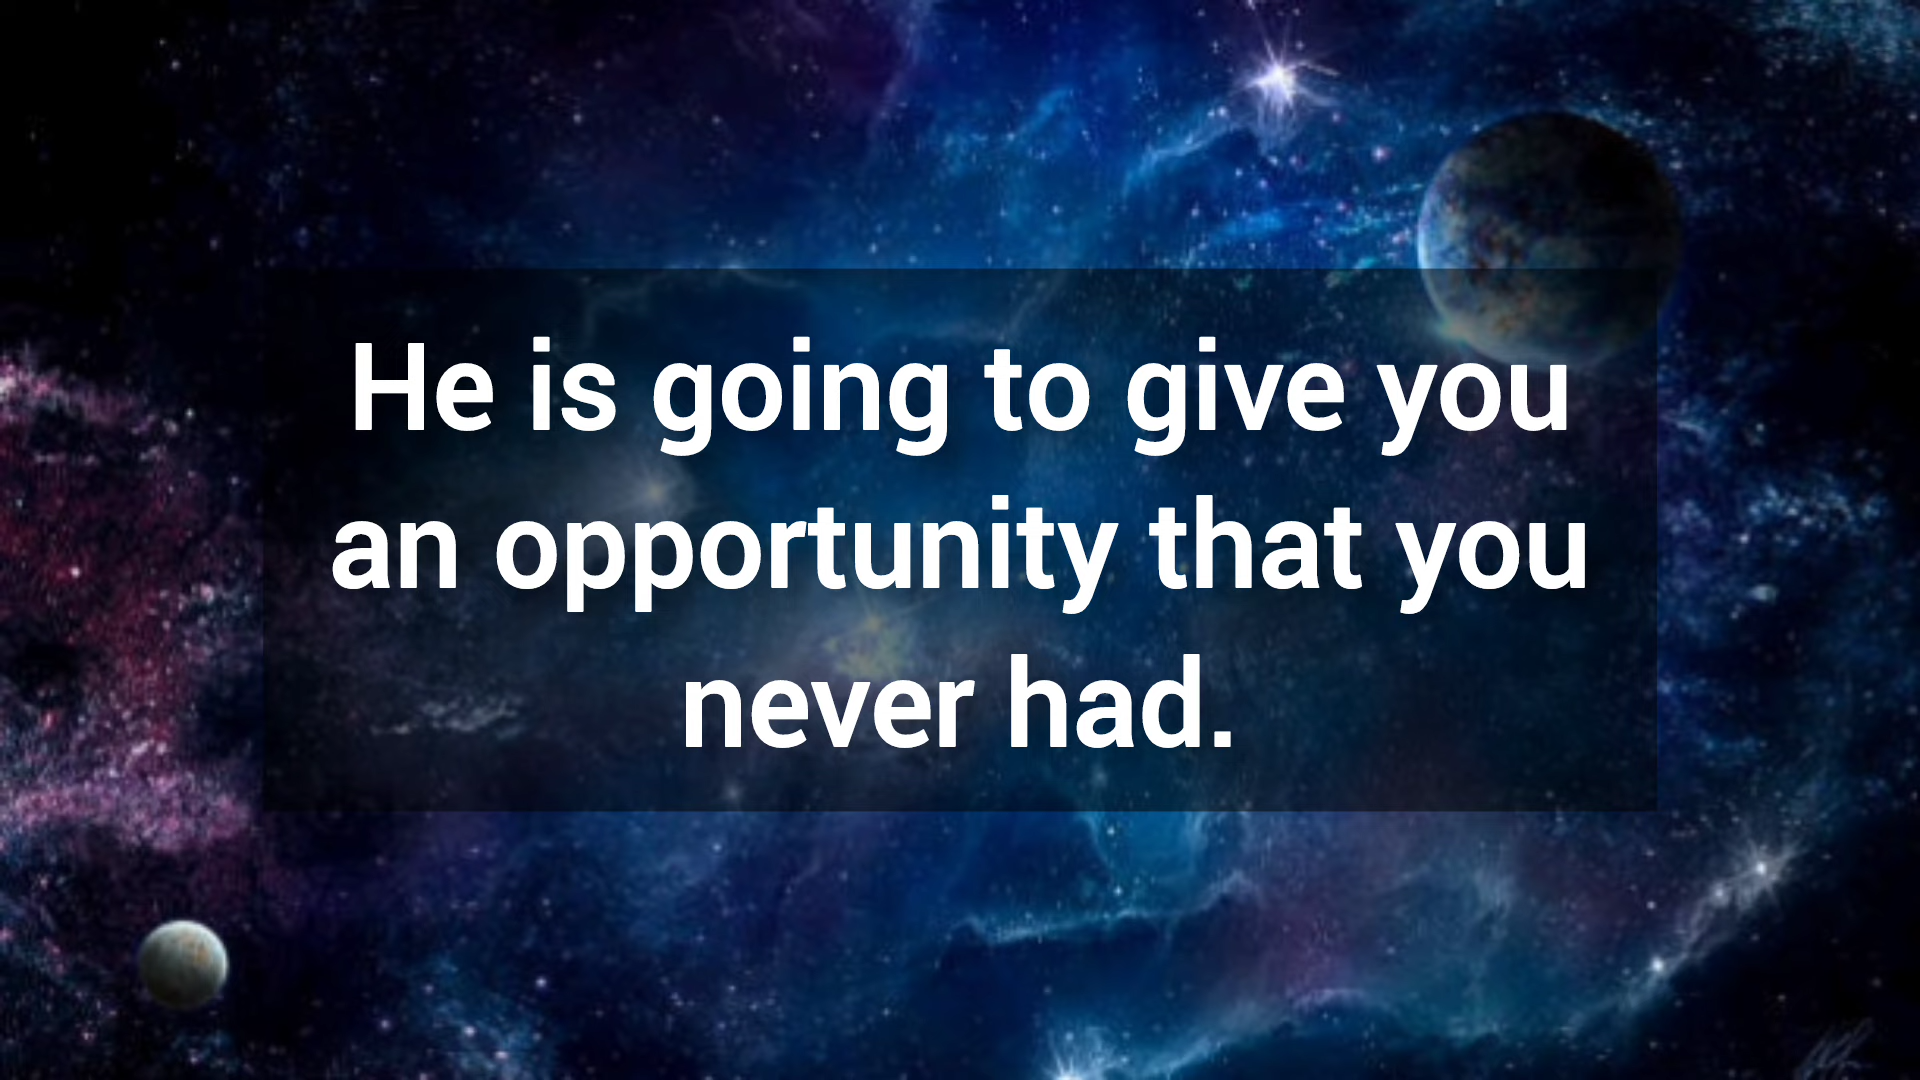 He is going to give you
an opportunity that you
never had.